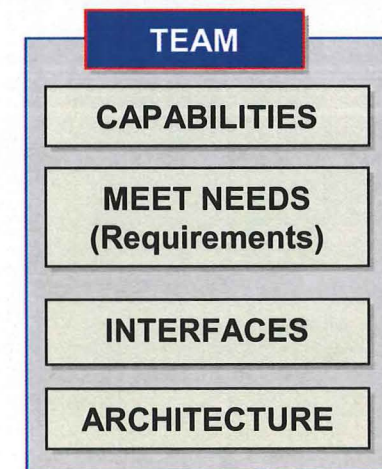 TEAM
CAPABILITIES
MEET NEEDS
(Requirements)
INTERFACES
ARCHITECTURE